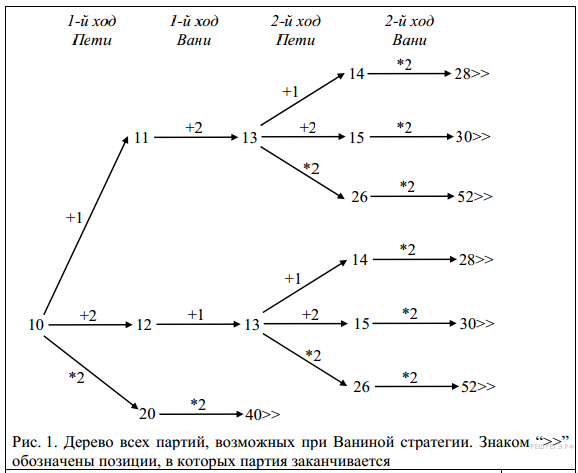 1-й ход 1-й ход 2-й ход 2-й ход
Пети Вани Пети Вани
14 *2 28>>
+1
11 +2 13 +2 15 *2 30>>
*2
26 *2 52>>
+1
14 *2 28>>
+1
10 +2 12 +1 13 +2 15 *2 30>>
*2
*2 26 *2 52>>
20 *2 40>>
Рис. 1. Дерево всех партий, возможных при Ваниной стратегии. Знаком “>>”
обозначены позиции, в которых партия заканчивается
РЕШУЕГЭ.РФ